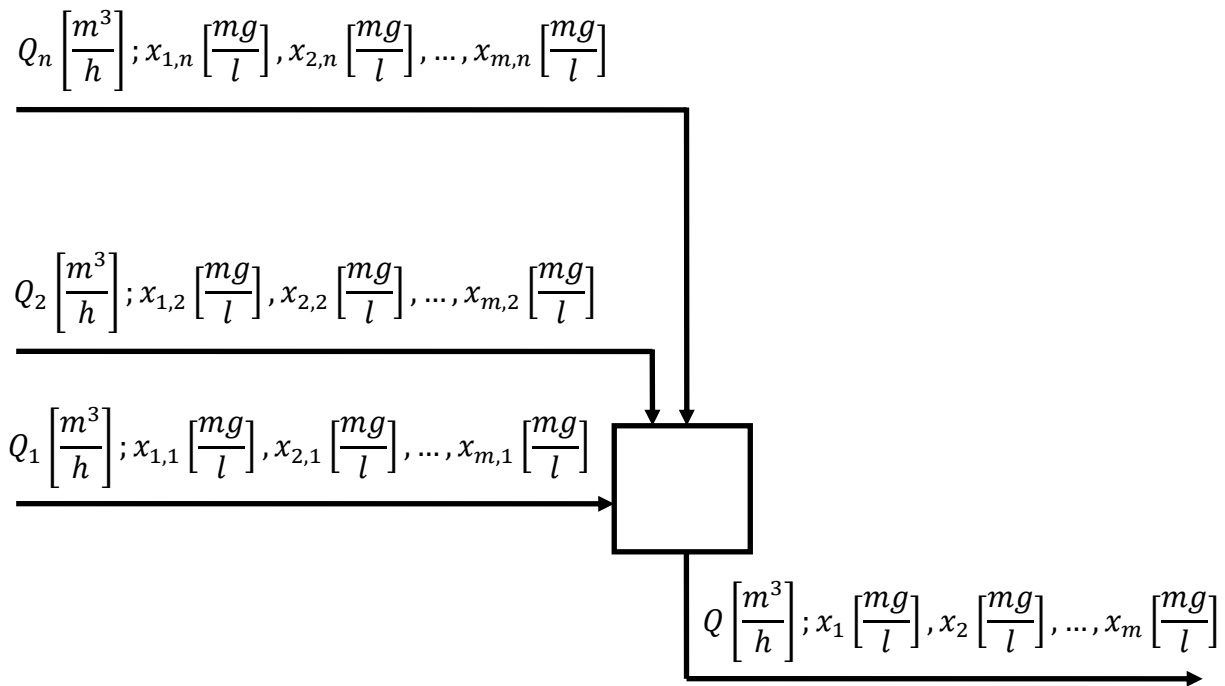 Q_n [m^3/h] ; x_{1,n} [mg/l] , x_{2,n} [mg/l] , … , x_{m,n} [mg/l]
Q_2 [m^3/h] ; x_{1,2} [mg/l] , x_{2,2} [mg/l] , … , x_{m,2} [mg/l]
Q_1 [m^3/h] ; x_{1,1} [mg/l] , x_{2,1} [mg/l] , … , x_{m,1} [mg/l]
Q [m^3/h] ; x_1 [mg/l] , x_2 [mg/l] , … , x_m [mg/l]